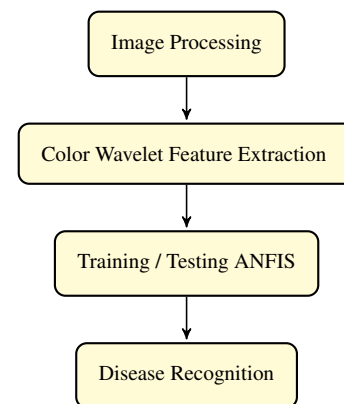 Image Processing
Color Wavelet Feature Extraction
Training / Testing ANFIS
Disease Recognition